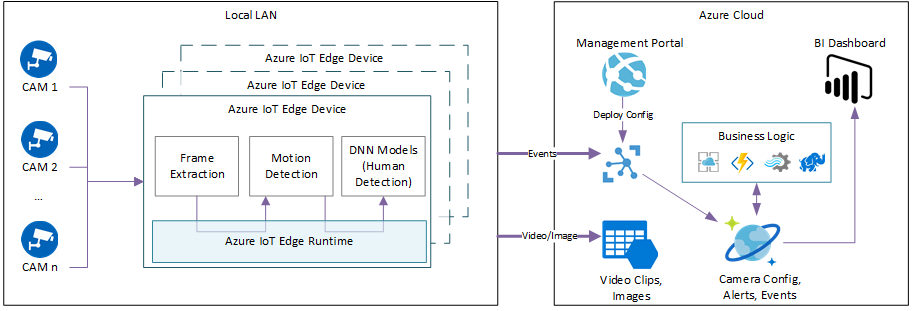 Local LAN
CAM 1
CAM 2
...
CAM n
Azure IoT Edge Device
Azure IoT Edge Device
Azure IoT Edge Device
Frame
Extraction
Motion
Detection
DNN Models
(Human
Detection)
Azure IoT Edge Runtime
Events
Video/Image
Azure Cloud
Management Portal
BI Dashboard
Deploy Config
Business Logic
Video Clips,
Images
Camera Config,
Alerts, Events